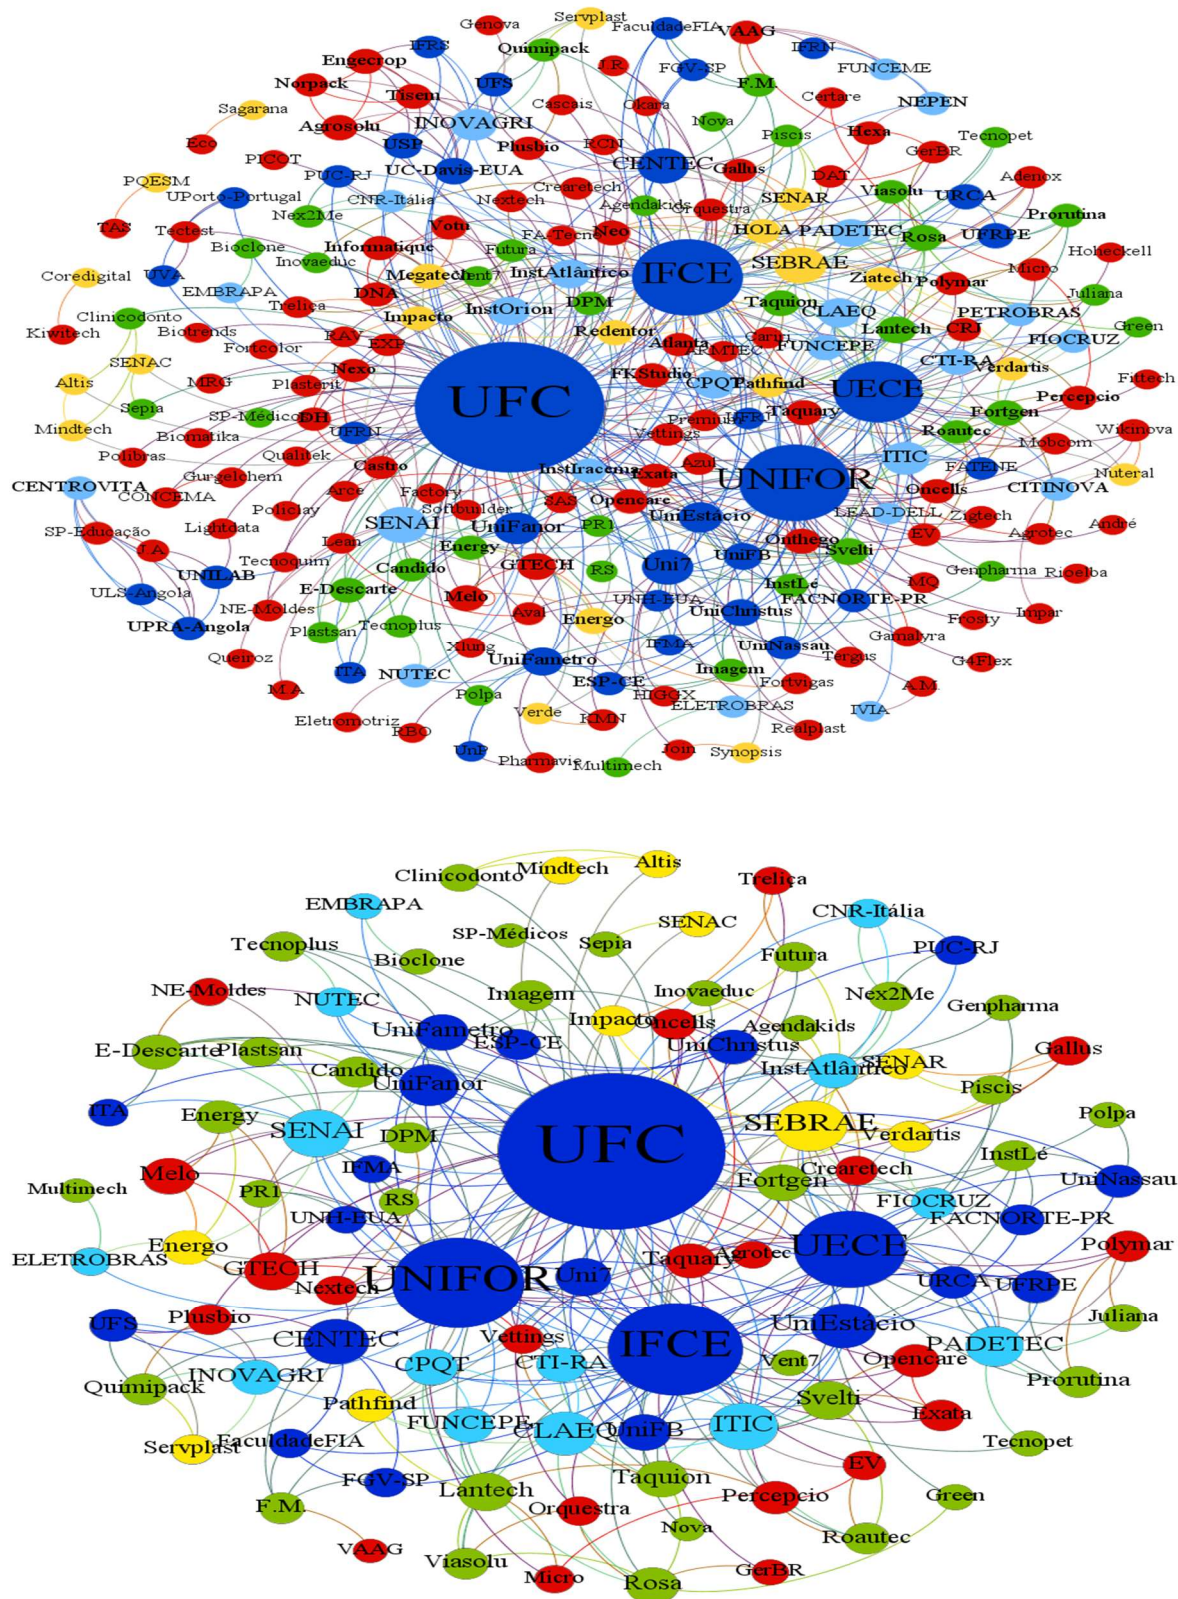 Genova
Servplast
FaculdadeFIA
VAAG
IFRS
Quimipack
IFRN
Engecrop
J.R.
FGV-SP
FUNCEME
Norpack
Tisem
UFS
F.M.
NEPEN
Sagarana
Cascais
Okara
Certare
Agrosolu
INOVAGRI
Nova
Piscis
Hexa
Tecnopet
Eco
USP
Plusbio
RCN
CENTEC
Gallus
GerBR
PICOT
UC-Davis-EUA
DAT
Adenox
PQESM
PUC-RJ
Crearetech
Viasolu
URCA
UPorto-Portugal
CNR-Itália
Nextech
Agendakids
SENAR
Nex2Me
Orquestra
Prorutina
TAS
Tectest
Votu
FA-Tecne
Neo
HOLA
PADETEC
Rosa
UFRPE
Bioclone
Informatique
Futura
IFCE
Hoheckell
Inovaeduc
Megatech
Vent7
InstAtlântico
SEBRAE
Ziatech
Micro
Coredigital
UVA
EMBRAPA
DNA
DPM
Taquion
Polymar
Juliana
Clinicodonto
Treliça
Impacto
InstOrion
CLAEQ
PETROBRAS
Kiwitech
Biotrends
RAV
EXP
Redentor
Atlanta
Lantech
CRJ
FIOCRUZ
Green
SENAC
Fortcolor
ARMTEC
FUNCEPE
CTI-RA
Verdartis
Altis
MRG
Plasterit
Nexo
UFC
FKStudio
CPQT
Pathfind
UECE
Percepcio
Fittech
Sepia
SP-Médicos
DH
Premium
Taquary
Fortgen
Mindtech
Biomatika
UFRN
Vettings
Roautec
Mobcom
Wikinova
Polibras
Qualitek
Castro
InstIracema
Exata
Azul
UNIFOR
ITIC
FATENE
Nuteral
CENTROVITA
Gurgelchem
CONCEMA
Arce
Factory
SAS
Opencare
Oncells
CITINOVA
Policlay
Softbuilder
SP-Educação
Lightdata
SENAI
UniFanor
PR1
UniEstácio
LEAD-DELL
Zigtech
André
J.A.
Lean
Energy
Onthego
EV
Agrotec
UNILAB
Tecnoquim
Candido
GTECH
RS
Uni7
UniFB
Svelti
Genpharma
Rioelba
ULS-Angola
E-Descarte
InstLé
MQ
NE-Moldes
Melo
Aval
UNH-EUA
FACNORTE-PR
Impar
UPRA-Angola
Plastsan
Tecnoplus
Energo
UniChristus
Frosty
Queiroz
Xlung
IFMA
UniNassau
Gamalyra
G4Flex
ITA
NUTEC
UniFametro
ESP-CE
Imagem
Tergus
M.A
Polpa
HIGGX
Fortvigas
A.M.
Eletromotriz
RBO
Verde
KMN
ELETROBRAS
IVIA
Realplast
UnP
Pharmavie
Join
Synopsis
Multimech
Clinicodonto
Mindtech
Altis
Treliça
EMBRAPA
CNR-Itália
Tecnoplus
SP-Médicos
Sepia
SENAC
PUC-RJ
Bioclone
Futura
NE-Moldes
NUTEC
Imagem
Inovaeduc
Nex2Me
Genpharma
UniFametro
Impacto
Oncells
Agendakids
E-Descarte
Plastsan
ESP-CE
UniChristus
Gallus
Candido
UniFanor
InstAtlântico
SENAR
Piscis
ITA
Energy
SENAI
DPM
UFC
SEBRAE
Verdartis
Polpa
Melo
IFMA
Crearetech
InstLé
Multimech
PR1
RS
Fortgen
FIOCRUZ
UniNassau
UNH-EUA
FACNORTE-PR
ELETROBRAS
Energo
UECE
Polymar
GTECH
UNIFOR
Uni7
Taquary
Agrotec
Nextech
URCA
UFRPE
Plusbio
UFS
CENTEC
Vettings
IFCE
UniEstácio
Juliana
INOVAGRI
CPQT
CTI-RA
Vent7
Opencare
PADETEC
Quimipack
Pathfind
Svelti
Prorutina
FUNCEPE
CLAEQ
UniFB
ITIC
Exata
Servplast
FaculdadeFIA
Tecnopet
FGV-SP
Lantech
Taquion
EV
F.M.
Orquestra
Percepcio
Green
Nova
Roautec
VAAG
Viasolu
Micro
Rosa
GerBR